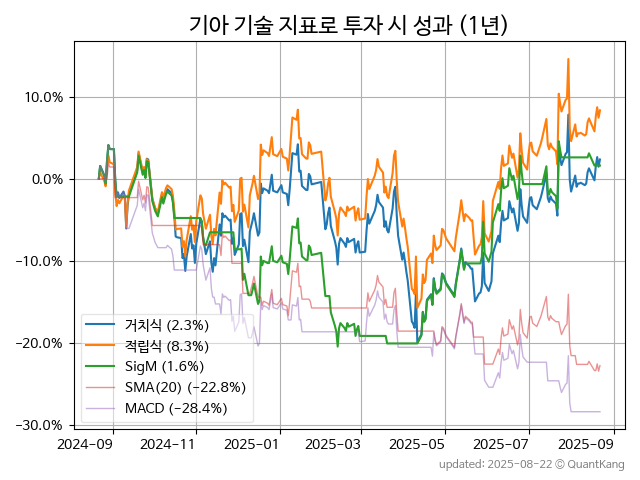 기아 기술 지표로 투자 시 성과 (1년)
10.0%
0.0%
−10.0%
−20.0%
−30.0%
거치식 (2.3%)
적립식 (8.3%)
SigM (1.6%)
SMA(20) (−22.8%)
MACD (−28.4%)
2024-09
2024-11
2025-01
2025-03
2025-05
2025-07
2025-09
updated: 2025-08-22 © QuantKang